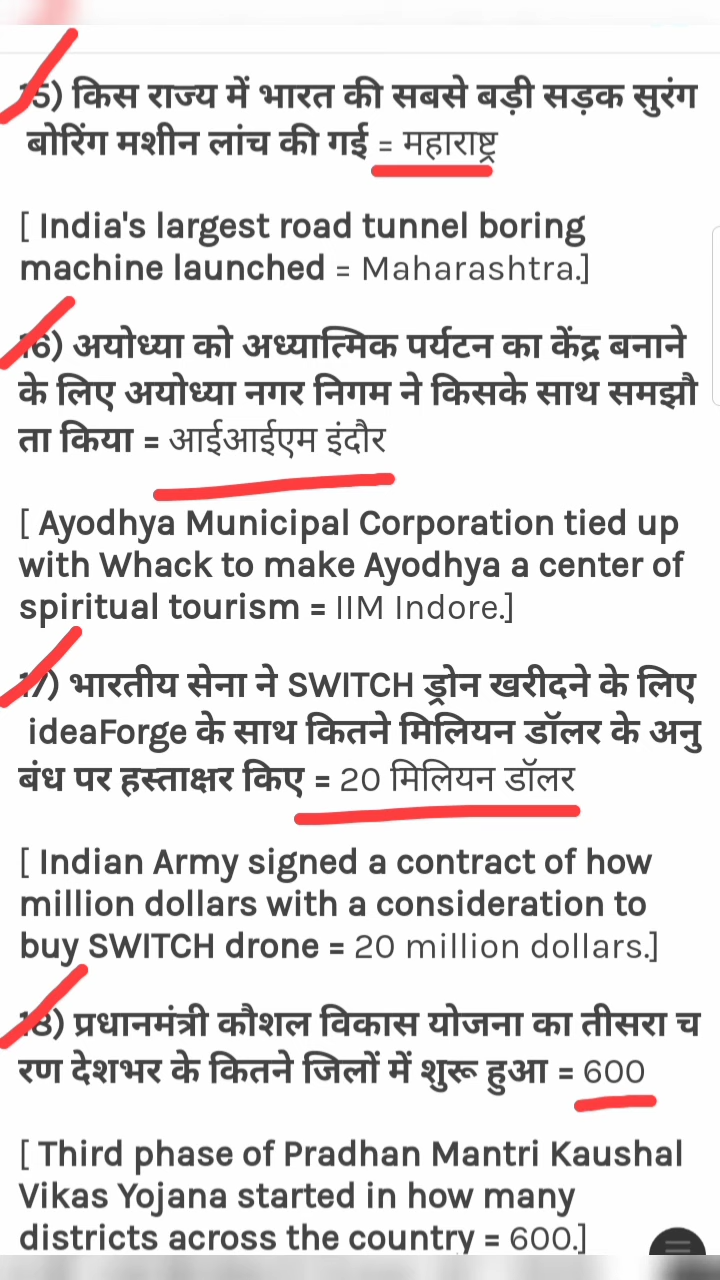 15) किस राज्य में भारत की सबसे बड़ी सड़क सुरंग
बोरिंग मशीन लांच की गई = महाराष्ट्र
[ India's largest road tunnel boring
machine launched = Maharashtra.]
16) अयोध्या को अध्यात्मिक पर्यटन का केंद्र बनाने
के लिए अयोध्या नगर निगम ने किसके साथ समझौ
ता किया = आईआईएम इंदौर
[ Ayodhya Municipal Corporation tied up
with Whack to make Ayodhya a center of
spiritual tourism = IIM Indore.]
17) भारतीय सेना ने SWITCH ड्रोन खरीदने के लिए
ideaForge के साथ कितने मिलियन डॉलर के अनु
बंध पर हस्ताक्षर किए = 20 मिलियन डॉलर
[ Indian Army signed a contract of how
million dollars with a consideration to
buy SWITCH drone = 20 million dollars.]
18) प्रधानमंत्री कौशल विकास योजना का तीसरा च
रण देशभर के कितने जिलों में शुरू हुआ = 600
[ Third phase of Pradhan Mantri Kaushal
Vikas Yojana started in how many
districts across the country = 600.]